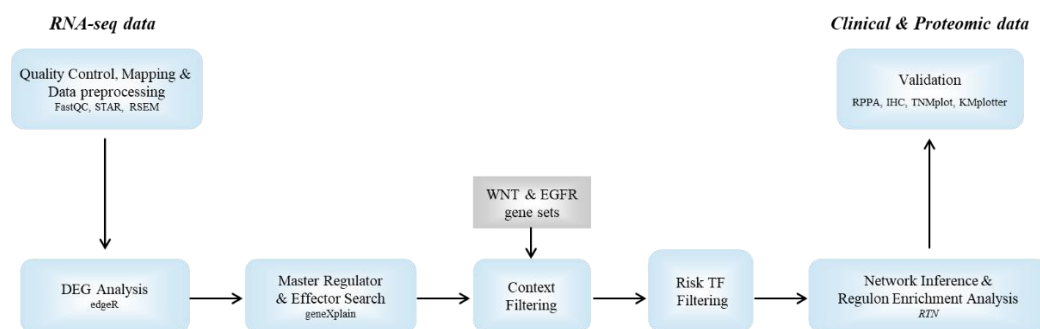 RNA-seq data
Clinical & Proteomic data
Quality Control, Mapping &
Data preprocessing
FastQC, STAR, RSEM
Validation
RPPA, IHC, TNMplot, KMplotter
WNT & EGFR
gene sets
DEG Analysis
edgeR
Master Regulator
& Effector Search
geneXplain
Context
Filtering
Risk TF
Filtering
Network Inference &
Regulon Enrichment Analysis
RTN